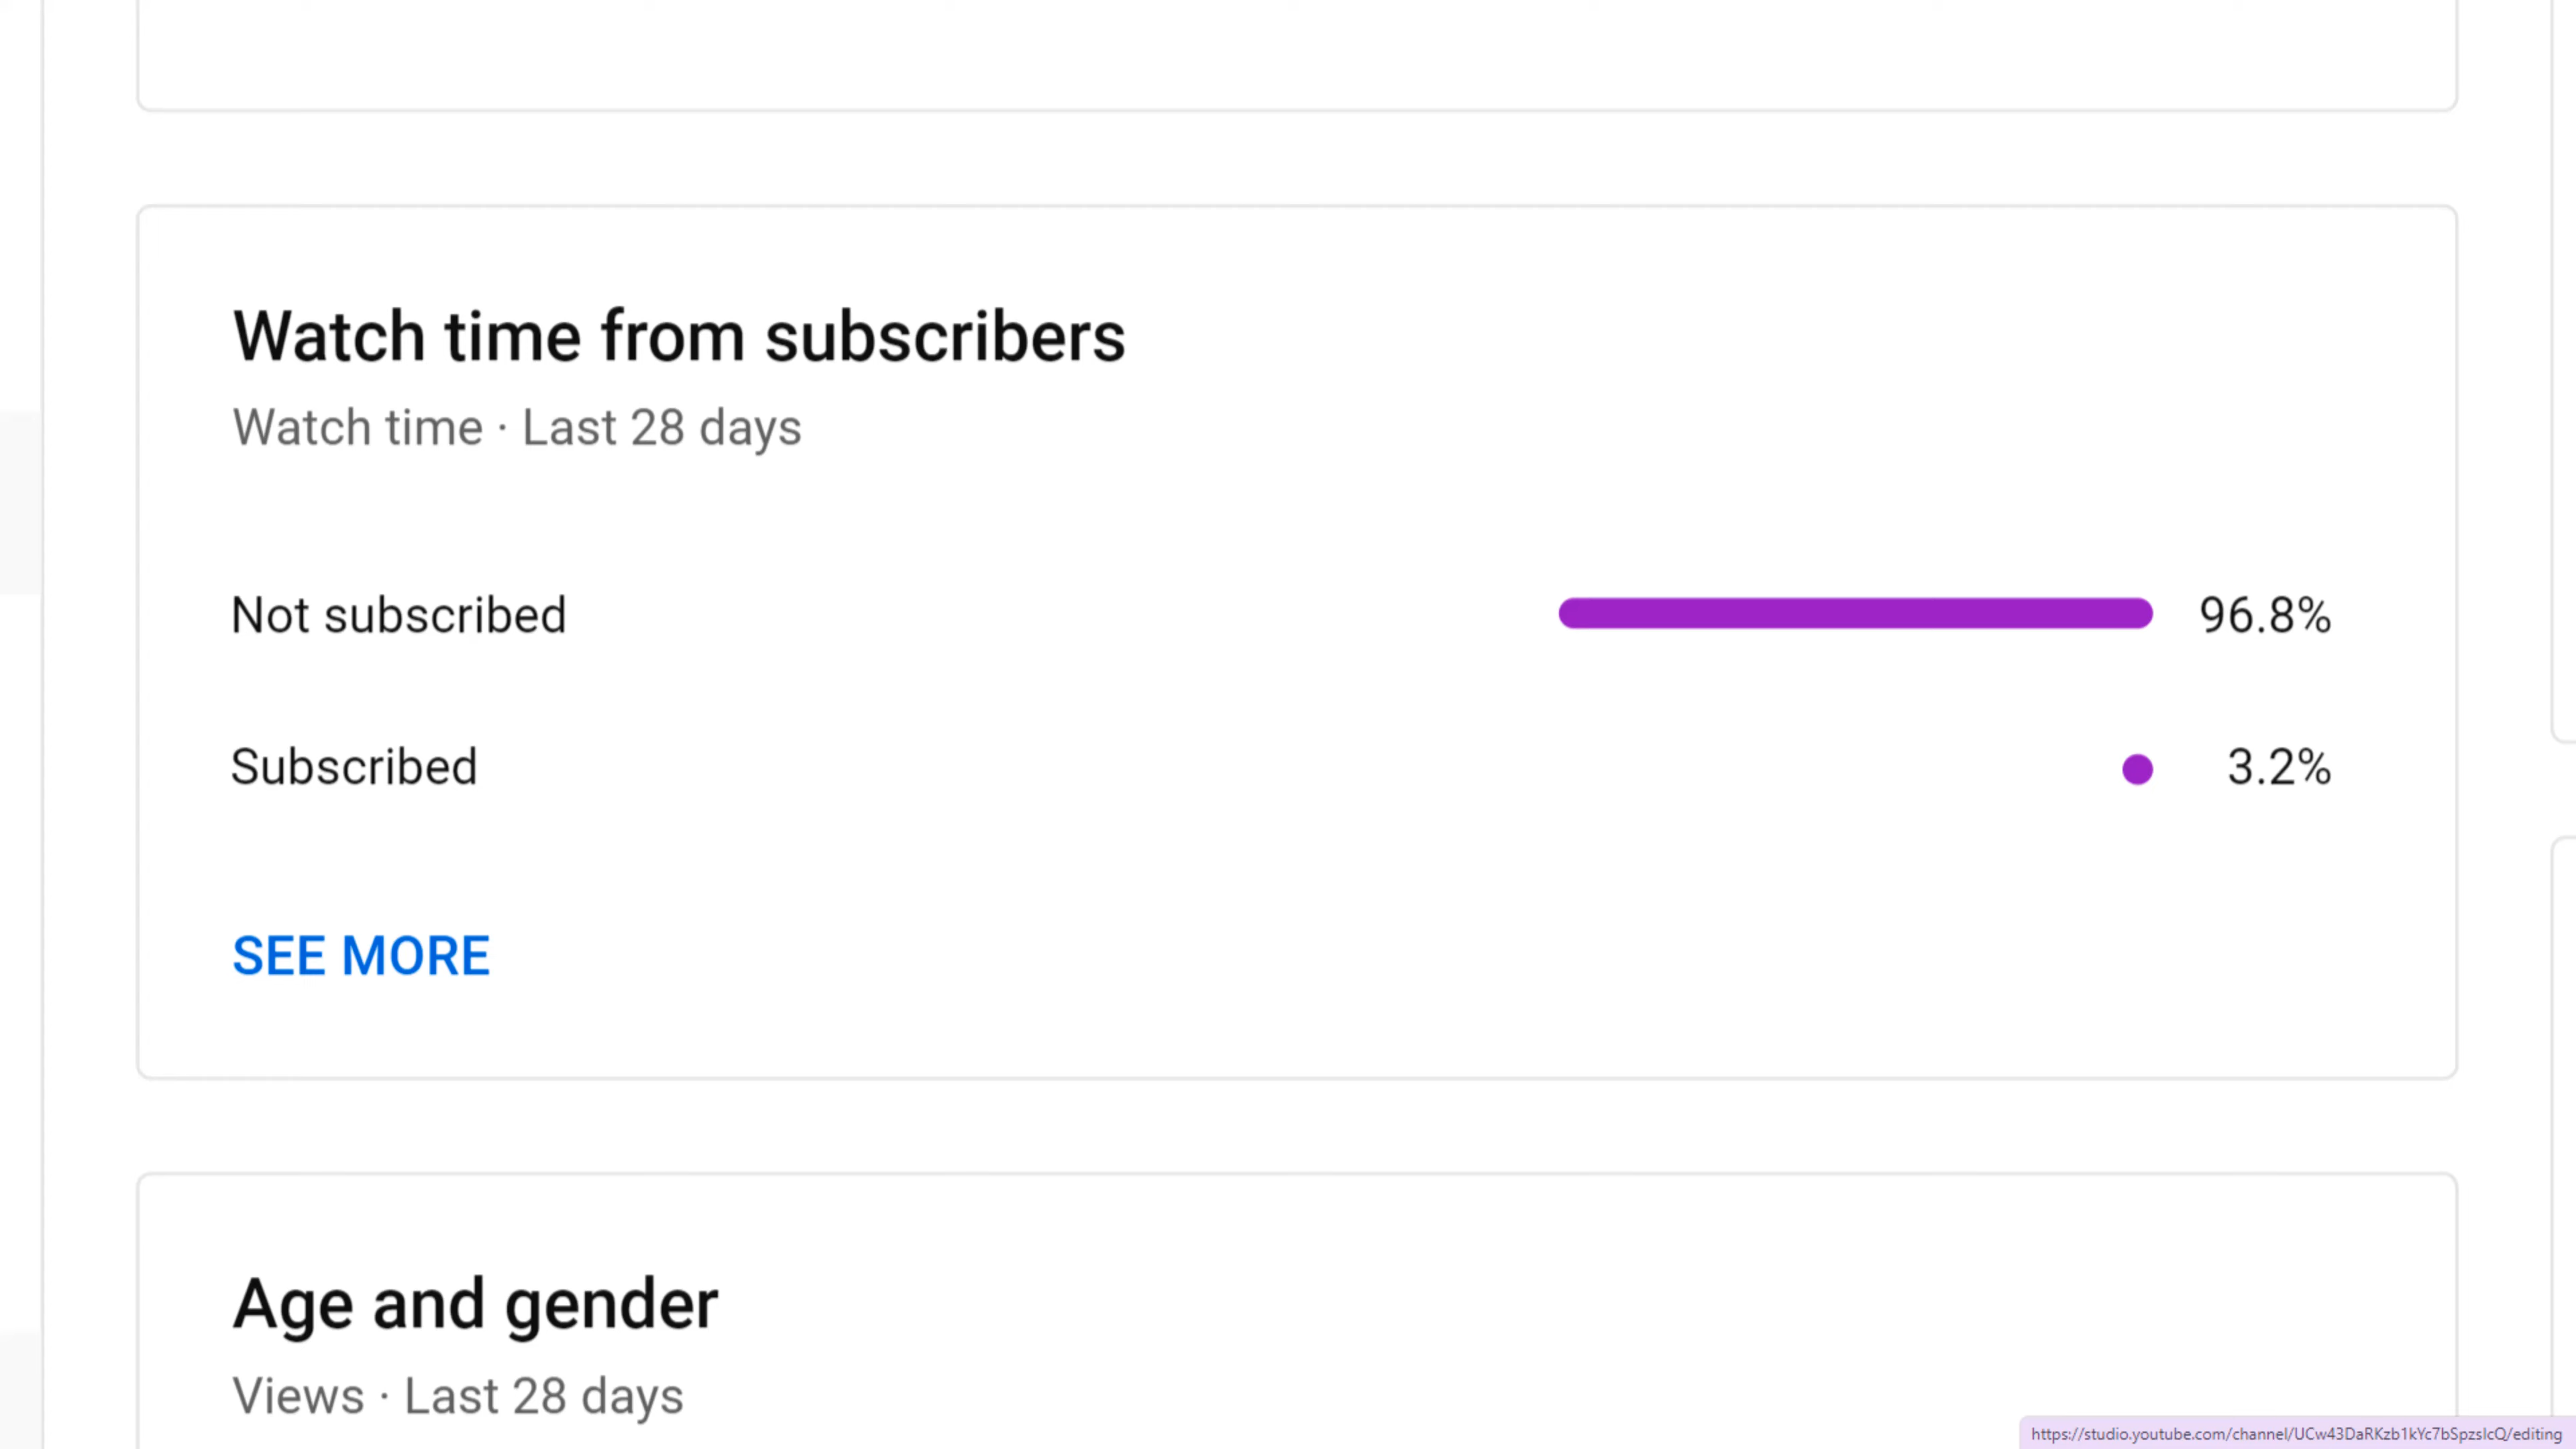 Watch time from subscribers
Watch time · Last 28 days
Not subscribed 96.8%
Subscribed 3.2%
SEE MORE
Age and gender
Views · Last 28 days
https://studio.youtube.com/channel/UCw43DaRKzb1kYc7bSpzslcQ/editing